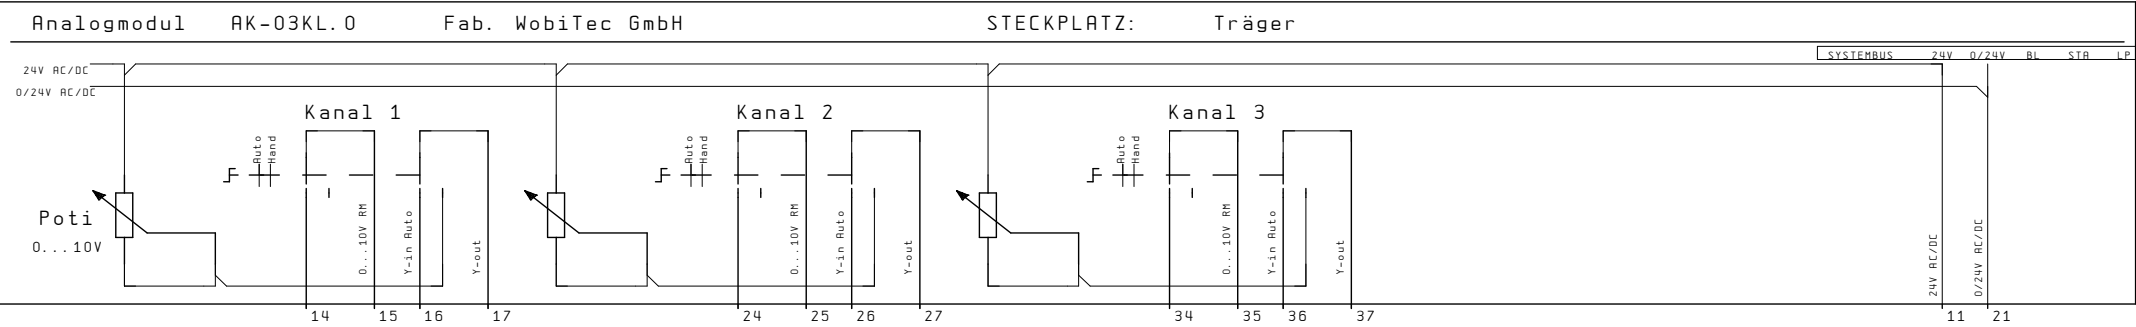 Analogmodul AK-03KL.0 Fab. WobiTec GmbH STECKPLATZ: Träger
SYSTEMBUS 24V 0/24V BL STA LP
24V AC/DC
0/24V AC/DC
Kanal 1 Kanal 2 Kanal 3
Auto Hand Auto Hand Auto Hand
Poti
0...10V
0...10V RM Y-in Auto Y-out 0...10V RM Y-in Auto Y-out 0...10V RM Y-in Auto Y-out 24V AC/DC 0/24V AC/DC
14 15 16 17 24 25 26 27 34 35 36 37 11 21